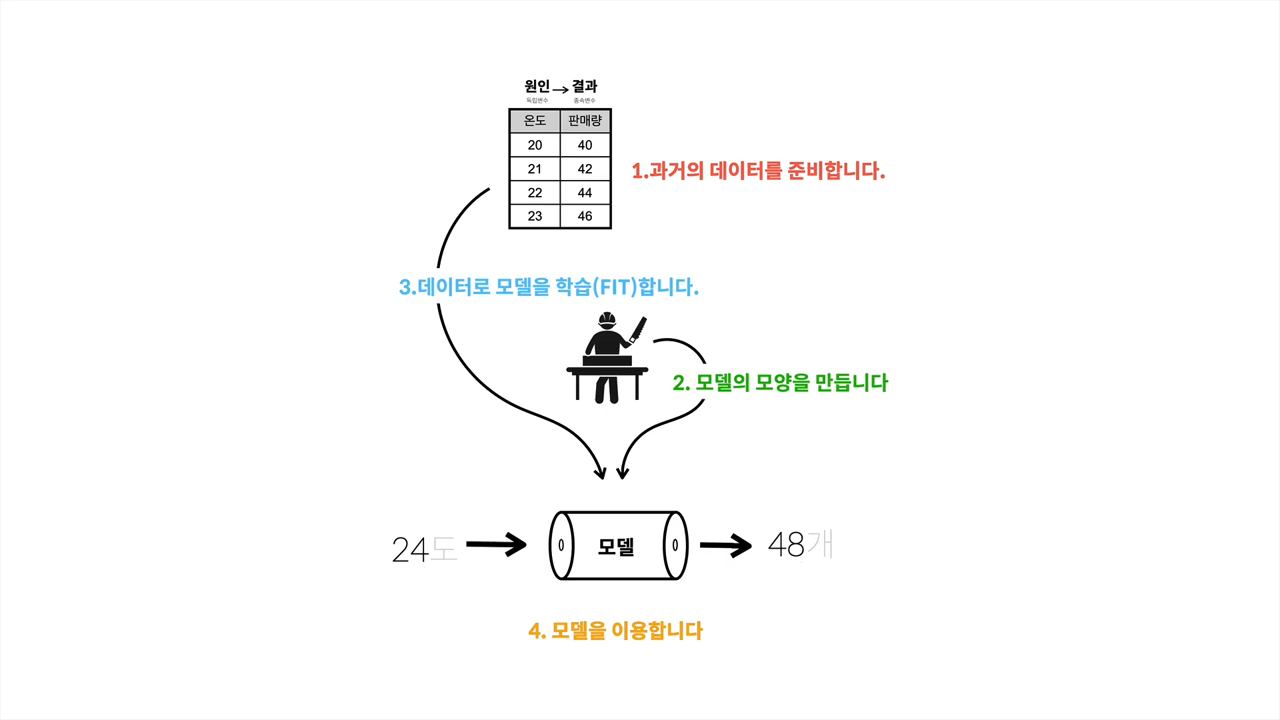 원인 → 결과
독립변수 종속변수
온도 판매량
20 40
21 42
22 44
23 46
1.과거의 데이터를 준비합니다.
3.데이터로 모델을 학습(FIT)합니다.
2. 모델의 모양을 만듭니다
24도 모델 48개
4. 모델을 이용합니다